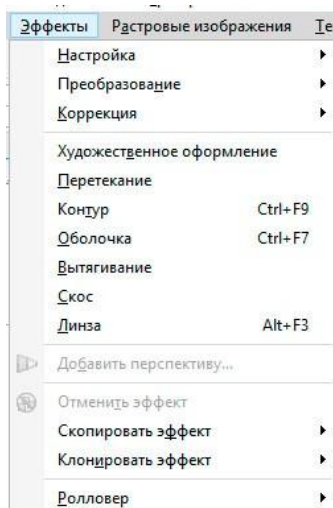 Эффекты Растровые изображения Те
Настройка
Преобразование
Коррекция
Художественное оформление
Перетекание
Контур Ctrl+F9
Оболочка Ctrl+F7
Вытягивание
Скос
Линза Alt+F3
Добавить перспективу...
Отменить эффект
Скопировать эффект
Клонировать эффект
Ролловер